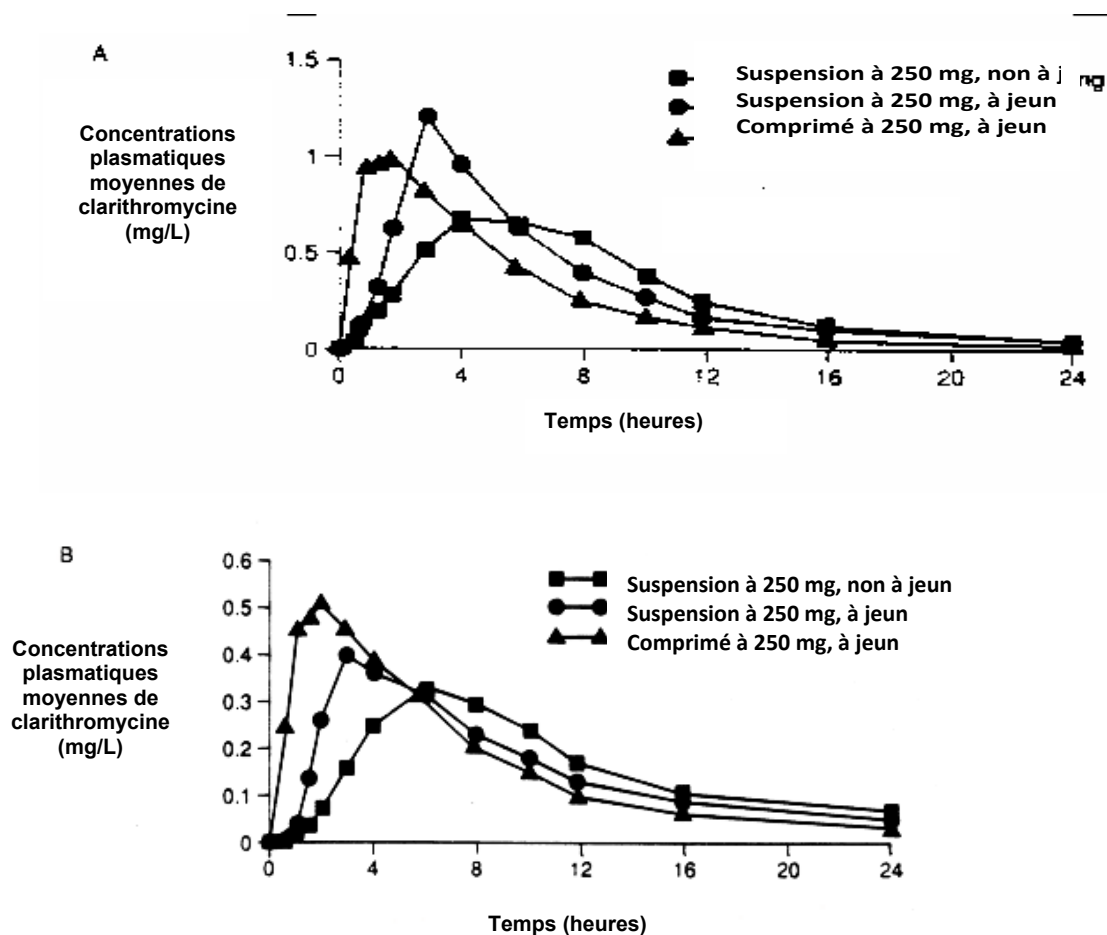 A
1.5
1
0.5
0
Concentrations
plasmatiques
moyennes de
clarithromycine
(mg/L)
Suspension à 250 mg, non à j
ng
Suspension à 250 mg, à jeun
Comprimé à 250 mg, à jeun
0 4 8 12 16 20 24
Temps (heures)
B
0.6
0.5
0.4
0.3
0.2
0.1
0
Concentrations
plasmatiques
moyennes de
clarithromycine
(mg/L)
Suspension à 250 mg, non à jeun
Suspension à 250 mg, à jeun
Comprimé à 250 mg, à jeun
0 4 8 12 16 20 24
Temps (heures)